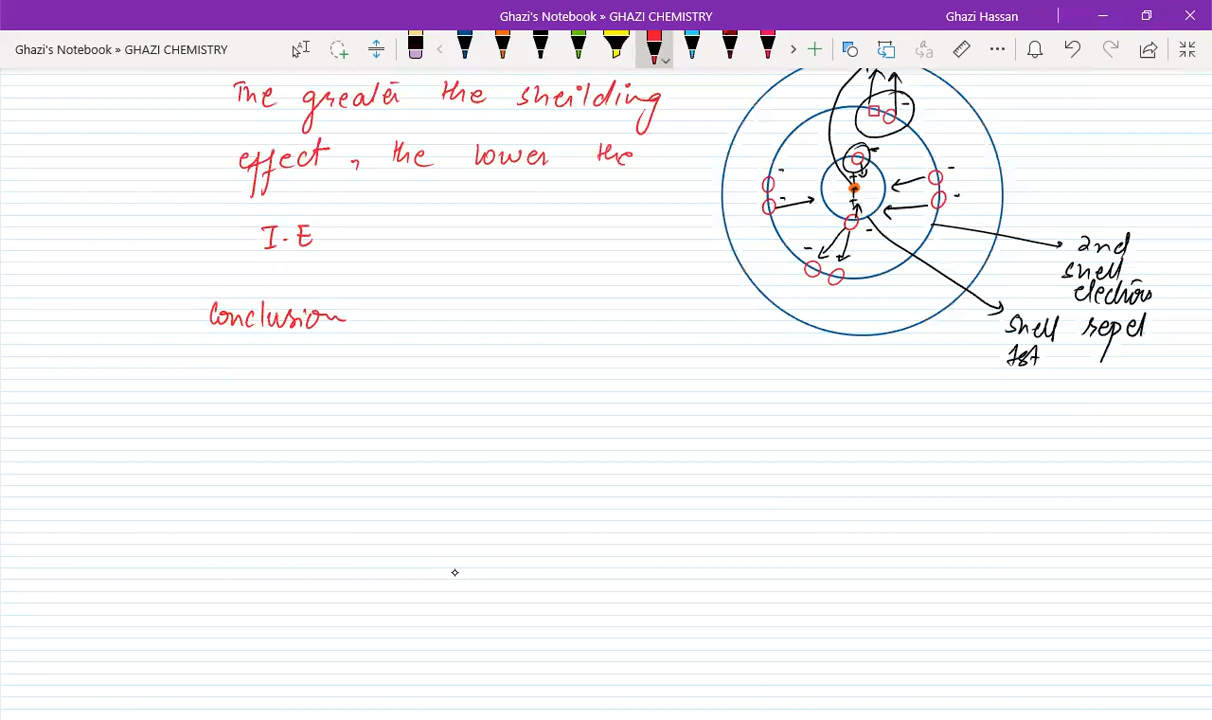 Ghazi's Notebook » GHAZI CHEMISTRY
Ghazi Hassan
Ghazi's Notebook » GHAZI CHEMISTRY
The greater the sheilding
effect, the lower the
I.E
Conclusion
2nd
shell
electrons
repel
shell
1st